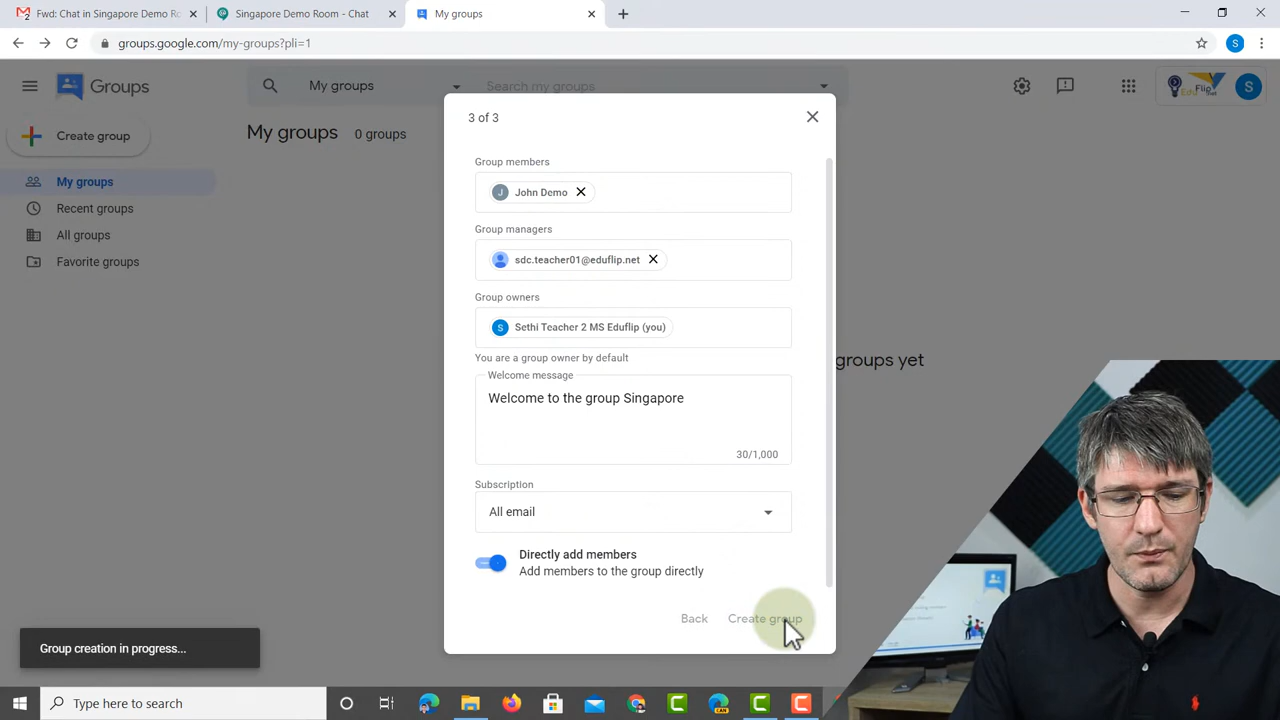 Fwd: Chat in Singapore Demo Ro
Singapore Demo Room - Chat
My groups
groups.google.com/my-groups?pli=1
S
Groups
My groups
Search my groups
EduFlip.net
S
Create group
My groups 0 groups
My groups
Recent groups
All groups
Favorite groups
groups yet
3 of 3
Group members
J John Demo
Group managers
sdc.teacher01@eduflip.net
Group owners
S Sethi Teacher 2 MS Eduflip (you)
You are a group owner by default
Welcome message
Welcome to the group Singapore
30/1,000
Subscription
All email
Directly add members
Add members to the group directly
Back Create group
Group creation in progress...
Type here to search
CAN